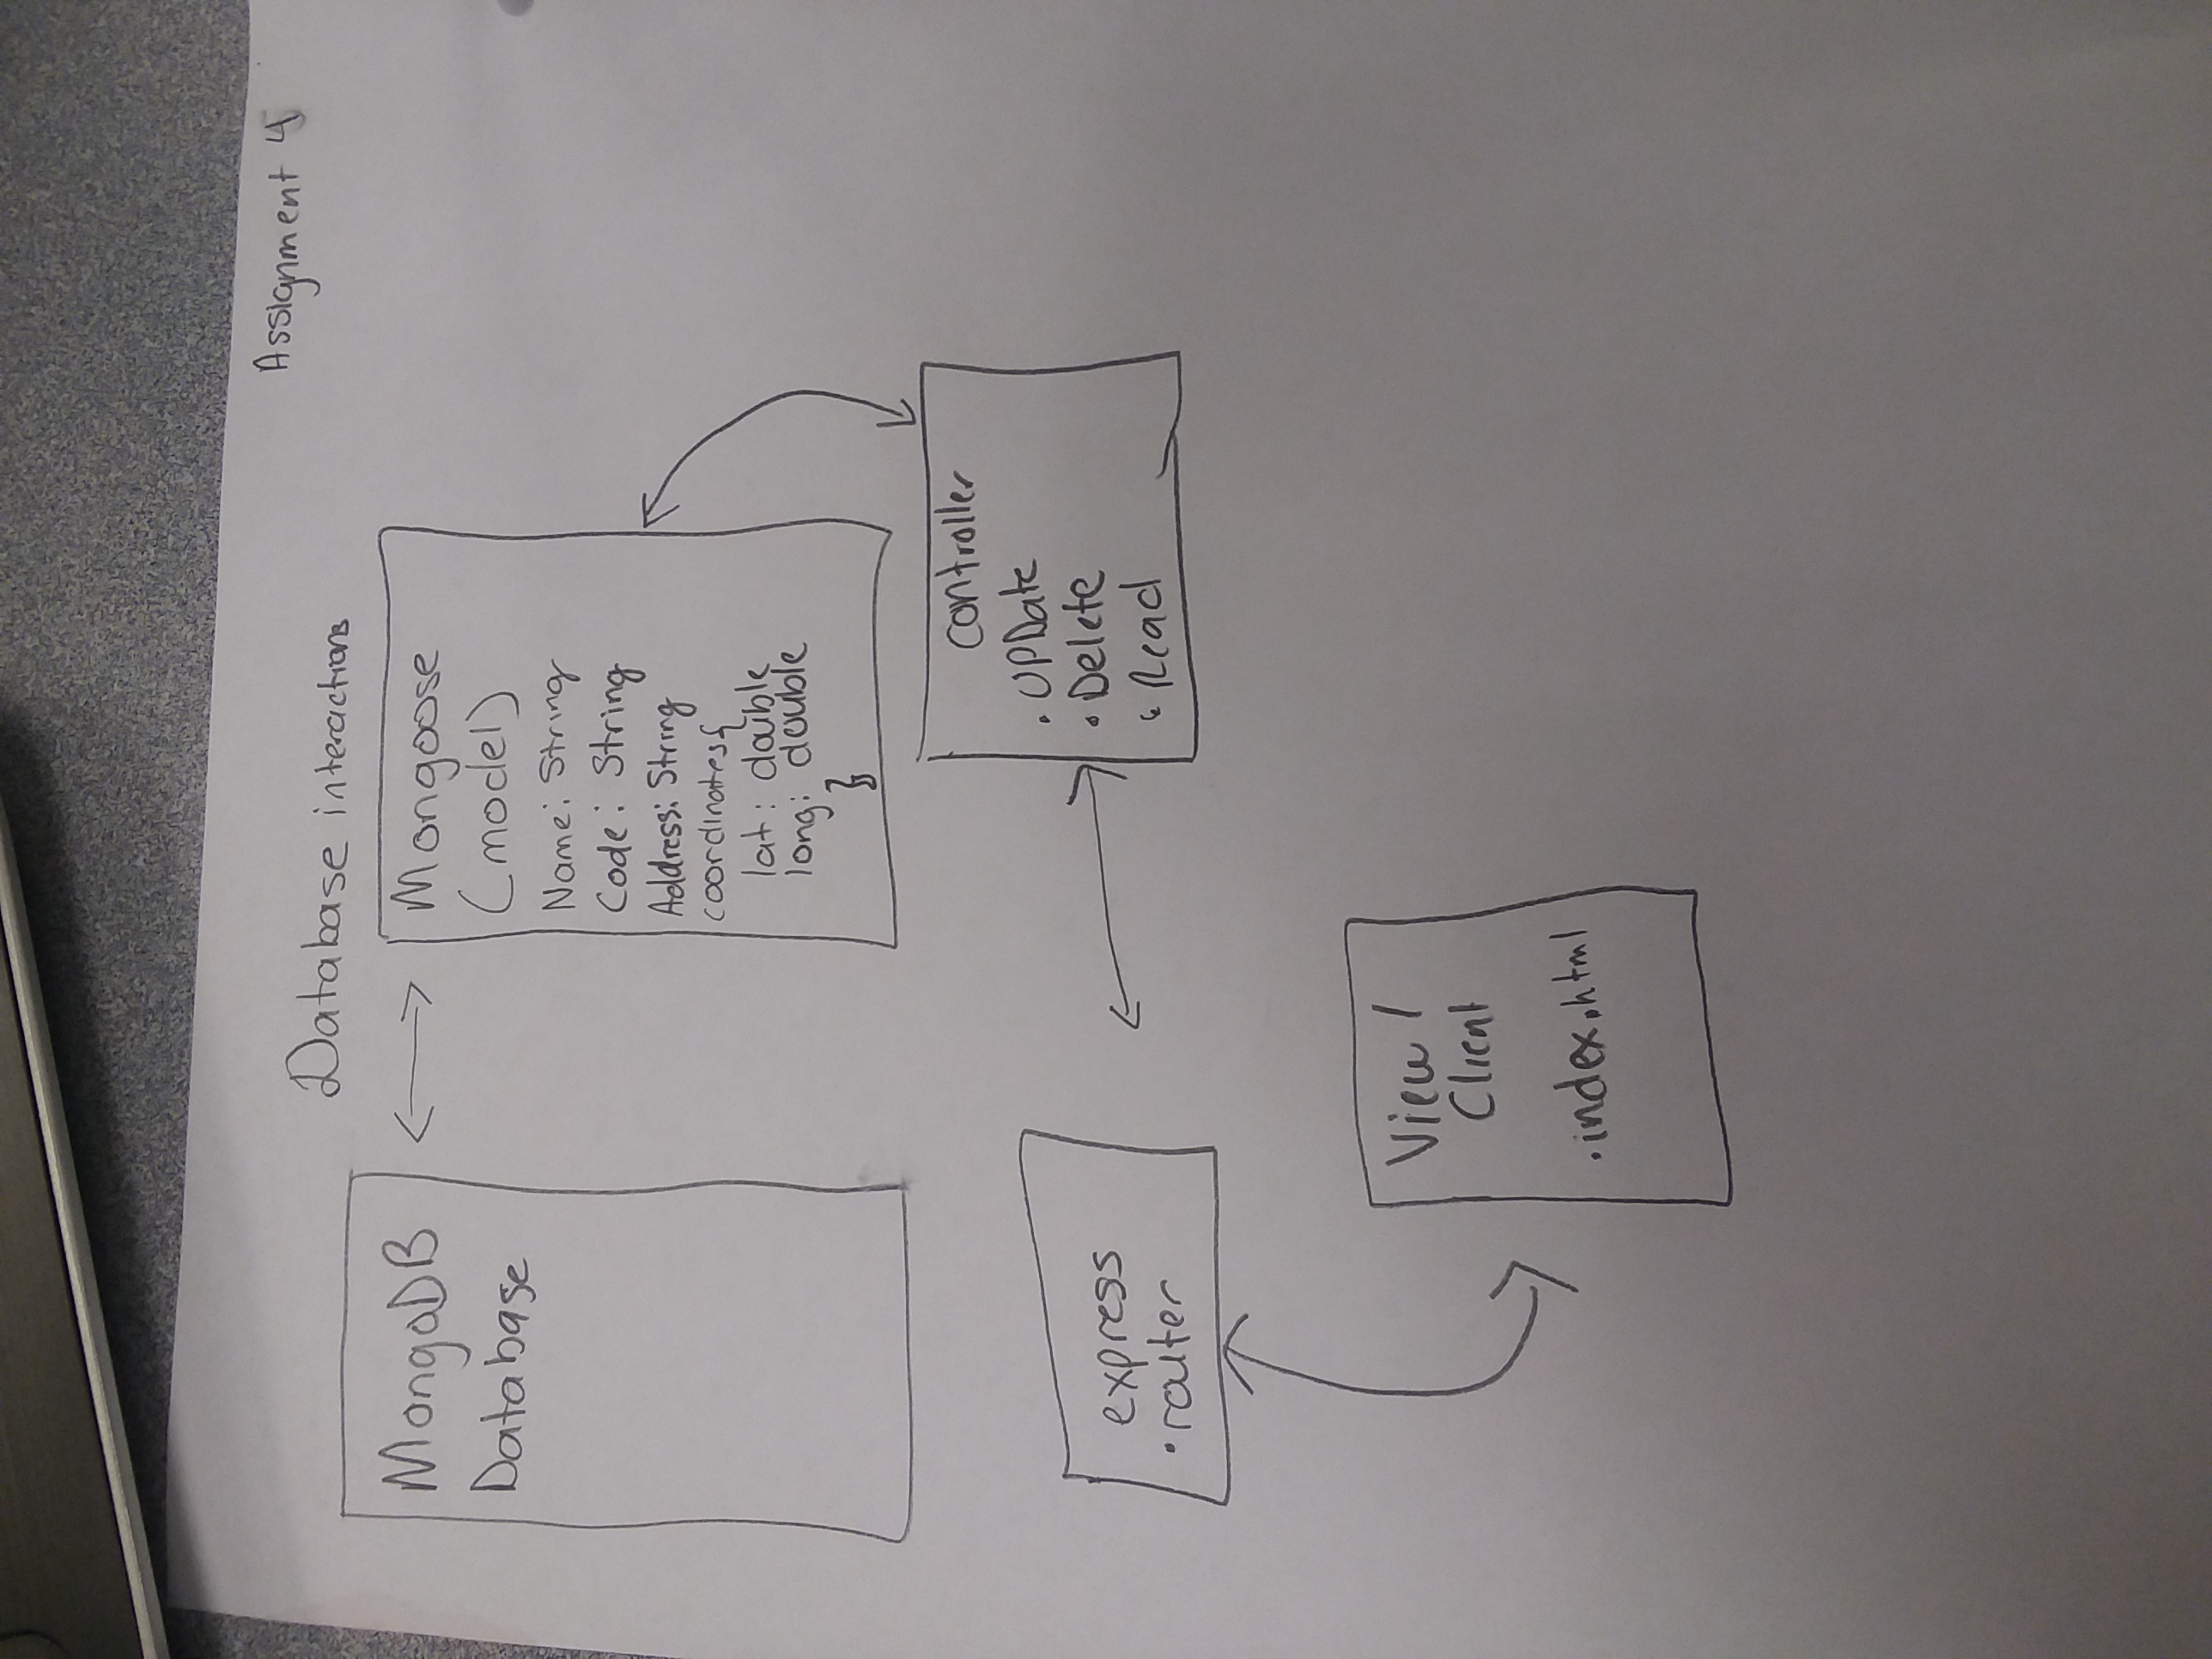 Assignment 4
Database interactions
MongoDB
Database
Mongoose
(model)
Name: String
Code: String
Address: String
coordinates{
lat: double
long: double
}
controller
• UPDate
• Delete
• Read
express
• router
View /
Client
• index.html